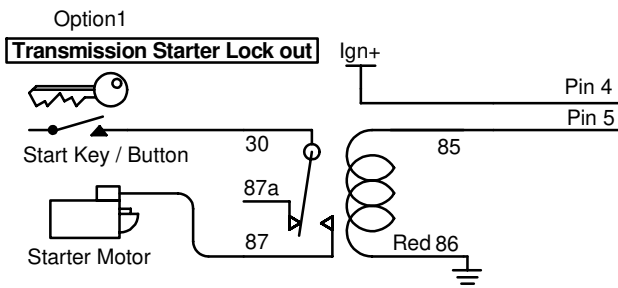 Option1
Transmission Starter Lock out
Ign+
Pin 4
Pin 5
Start Key / Button
30
85
87a
87
Red 86
Starter Motor